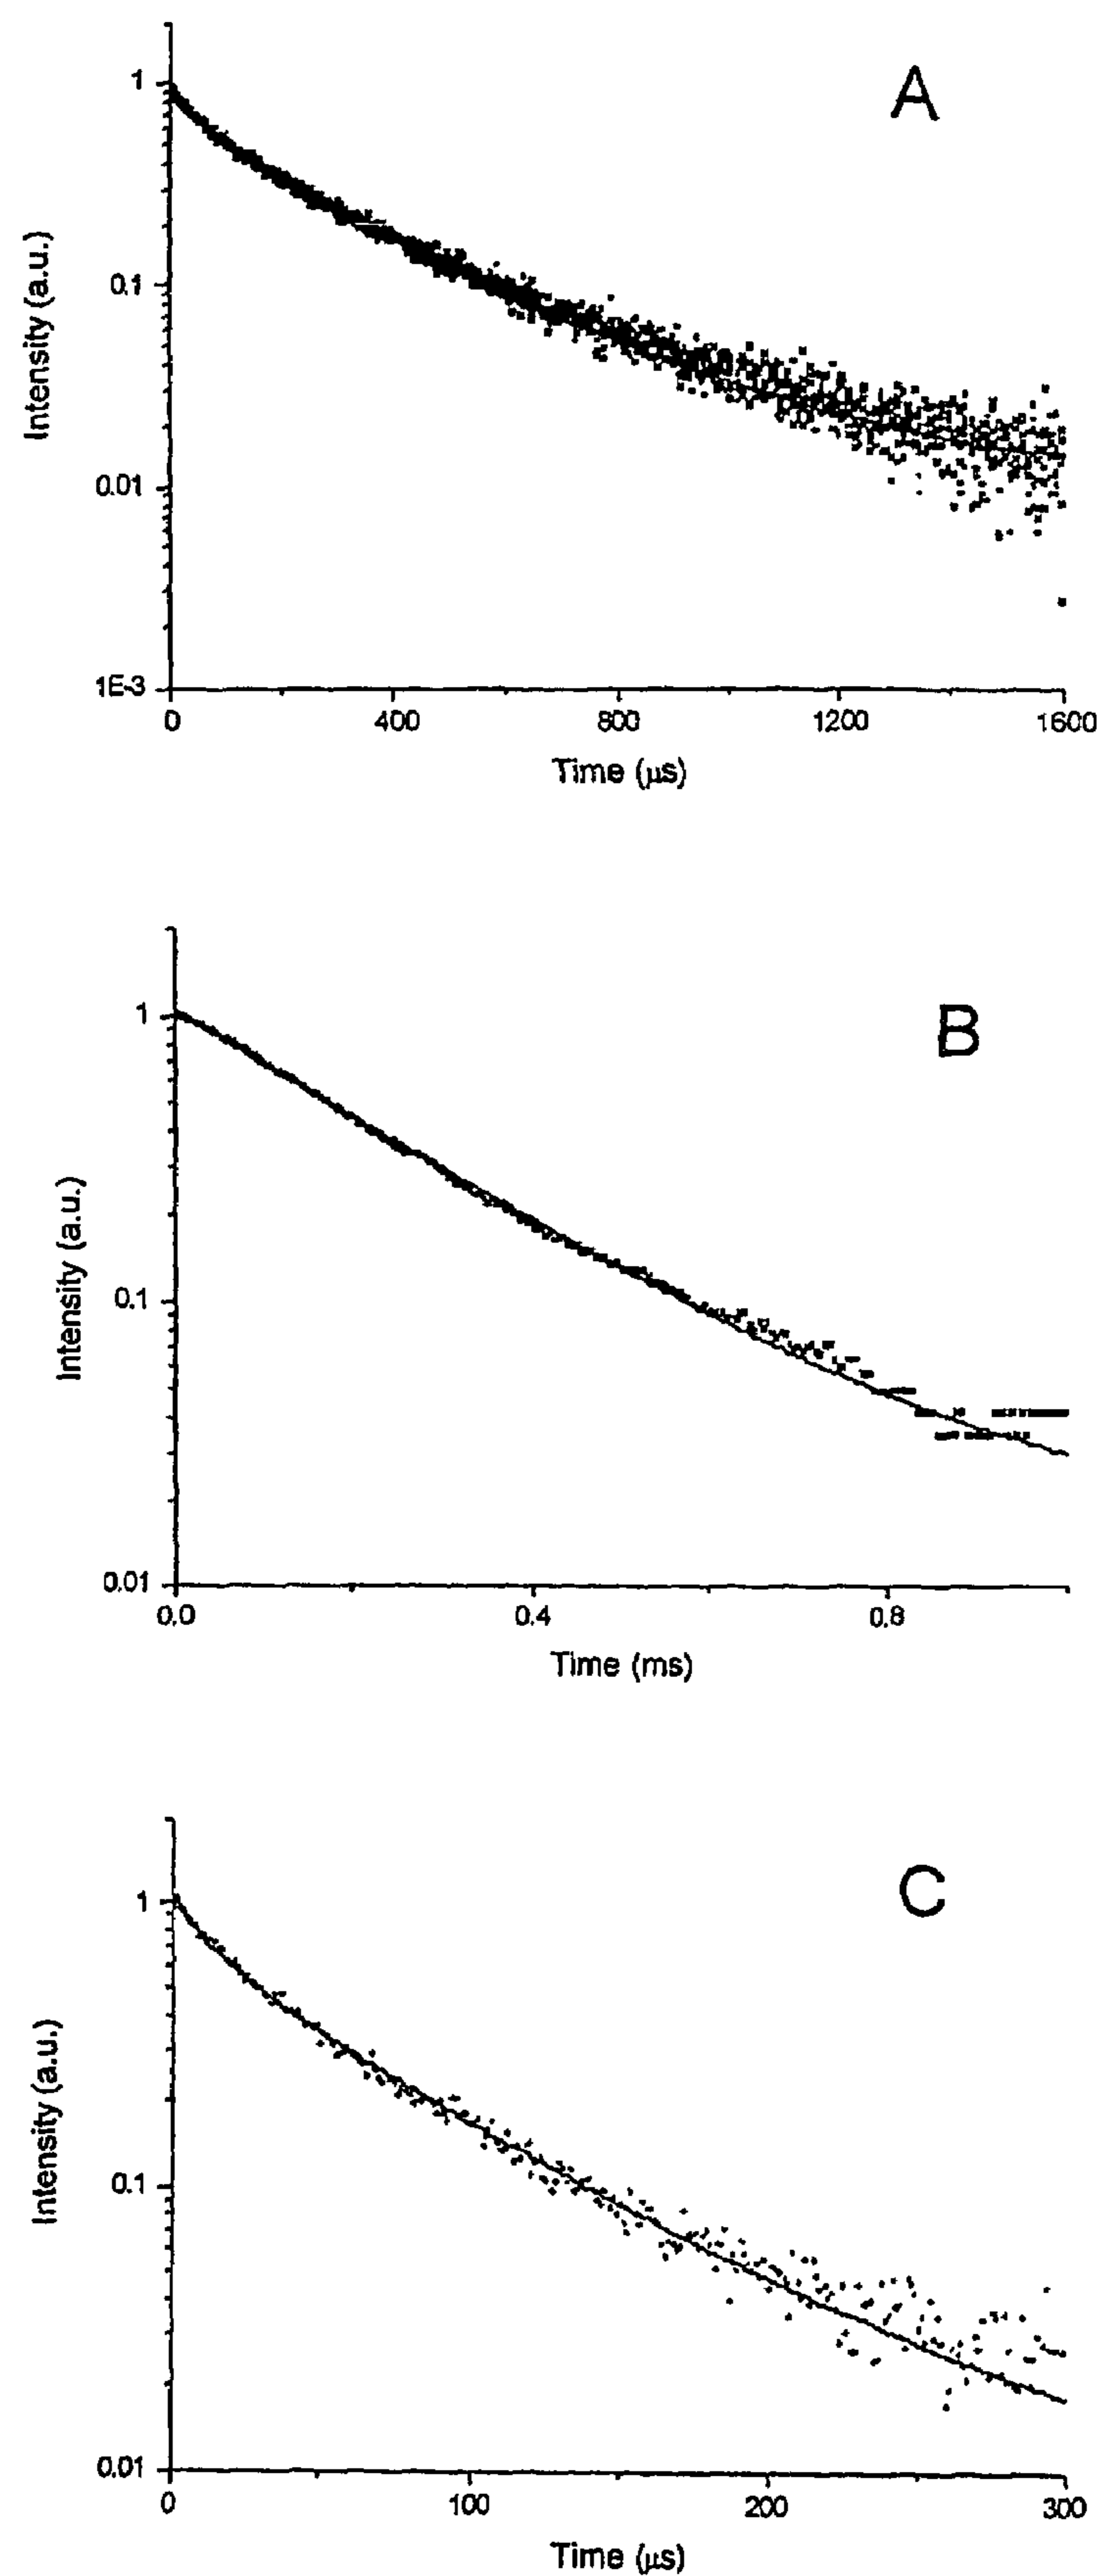 A
Intensity (a.u.)
1
0.1
0.01
1E-3
0 400 800 1200 1600
Time (μs)
B
Intensity (a.u.)
1
0.1
0.01
0.0 0.4 0.8
Time (ms)
C
Intensity (a.u.)
1
0.1
0.01
0 100 200 300
Time (μs)